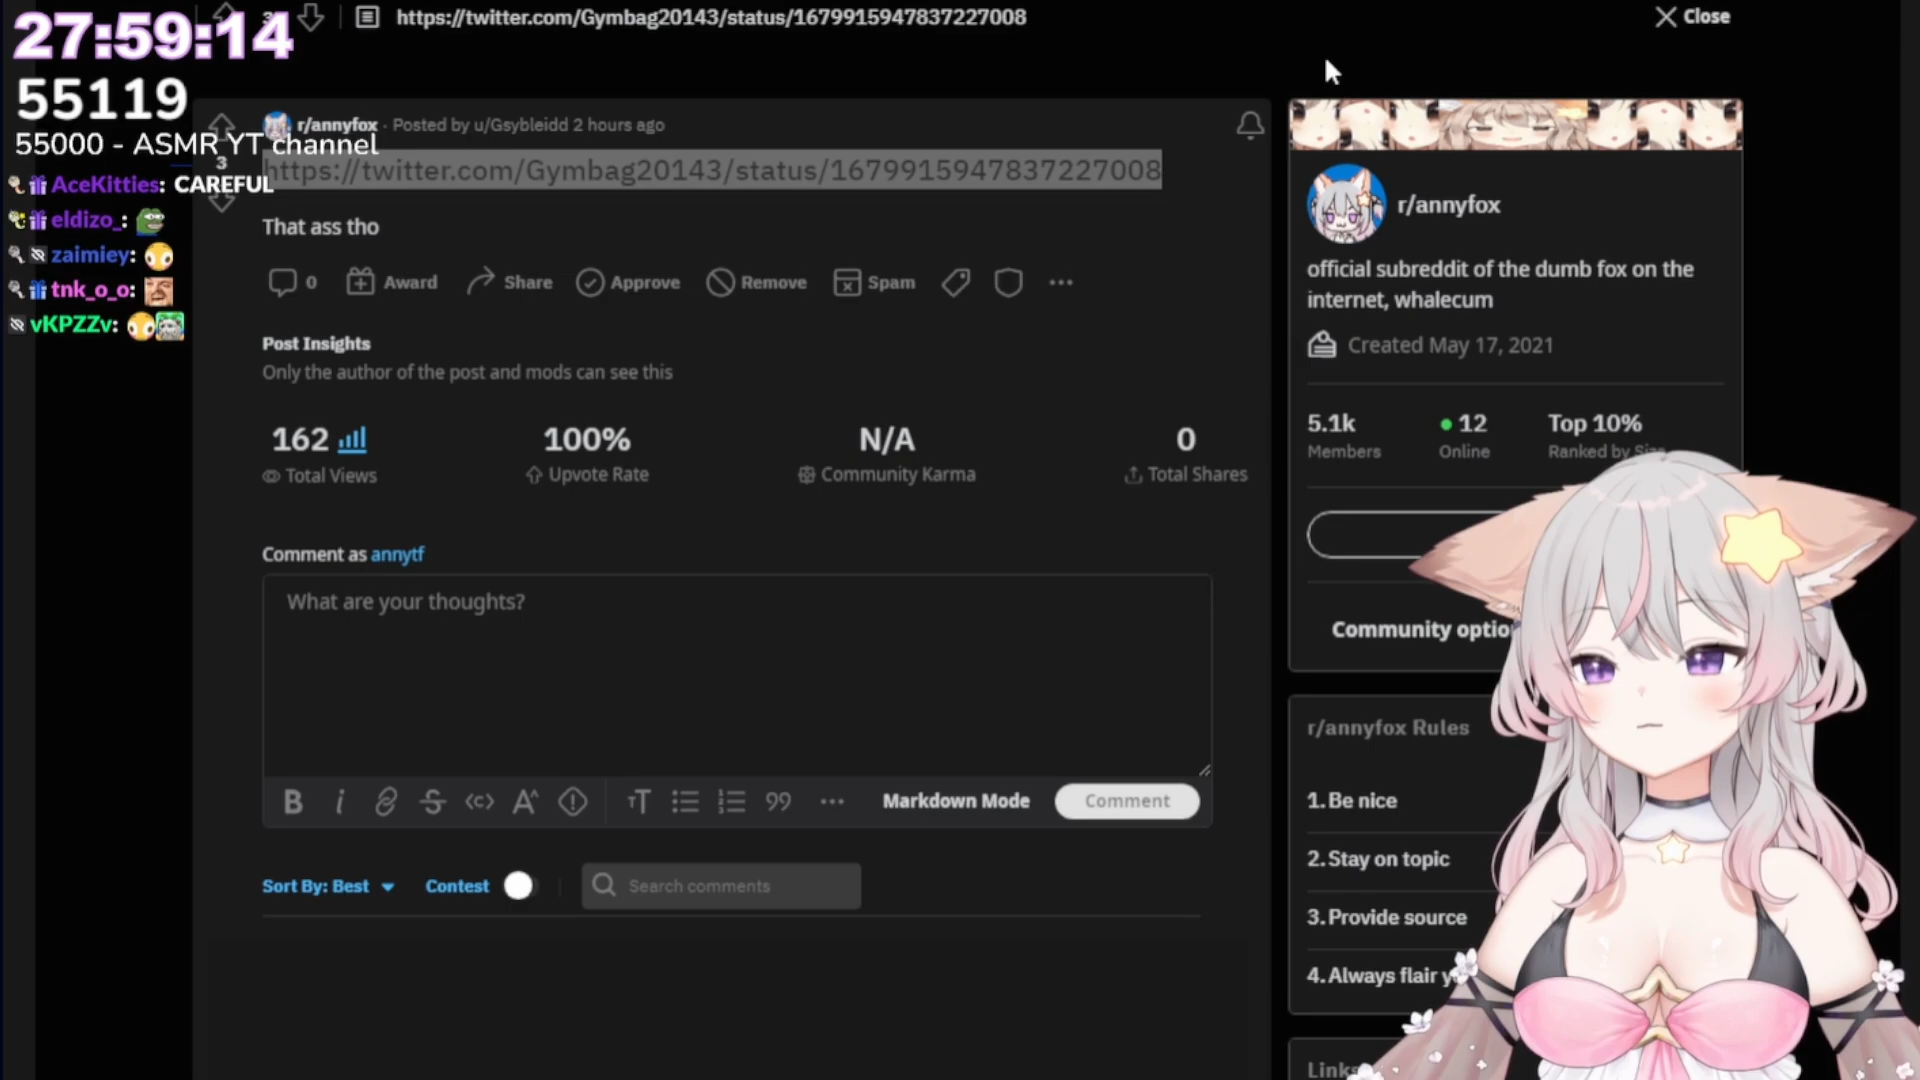 27:59:14
55119
55000 - ASMR YT channel
AceKitties: CAREFUL
eldizo_:
zaimiey:
tnk_o_o:
vKPZZv:
https://twitter.com/Gymbag20143/status/1679915947837227008
Close
r/annyfox · Posted by u/Gsybleidd 2 hours ago
3
https://twitter.com/Gymbag20143/status/1679915947837227008
That ass tho
0 Award Share Approve Remove Spam
Post Insights
Only the author of the post and mods can see this
162 100% N/A 0
Total Views Upvote Rate Community Karma Total Shares
Comment as annytf
What are your thoughts?
Markdown Mode Comment
Sort By: Best Contest Search comments
r/annyfox
official subreddit of the dumb fox on the
internet, whalecum
Created May 17, 2021
5.1k 12 Top 10%
Members Online Ranked by Size
Community
r/annyfox Rules
1. Be nice
2. Stay on topic
3. Provide source
4. Always flair
Links